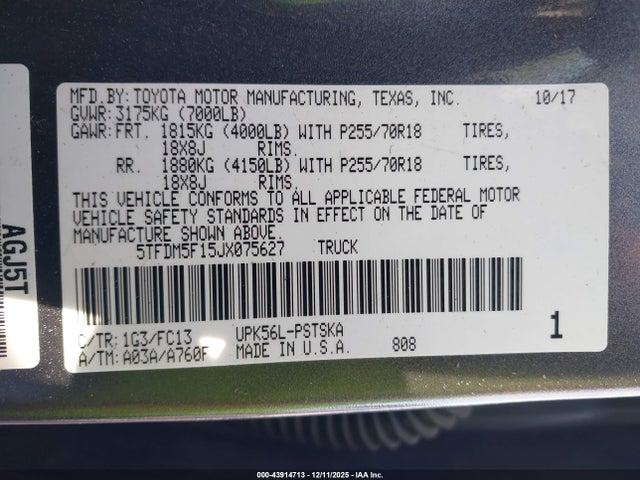 MFD.BY:TOYOTA MOTOR MANUFACTURING, TEXAS, INC. 10/17
GVWR:3175KG (7000LB)
GAWR:FRT. 1815KG (4000LB) WITH P255/70R18 TIRES,
18X8J RIMS.
RR. 1880KG (4150LB) WITH P255/70R18 TIRES,
18X8J RIMS.
THIS VEHICLE CONFORMS TO ALL APPLICABLE FEDERAL MOTOR
VEHICLE SAFETY STANDARDS IN EFFECT ON THE DATE OF
MANUFACTURE SHOWN ABOVE.
5TFDM5F15JX075627 TRUCK
C/TR:1G3/FC13 UPK56L-PSTSKA 1
A/TM:A03A/A760F MADE IN U.S.A. 808
AGJ5T
000-43914713 - 12/11/2025 - IAA Inc.